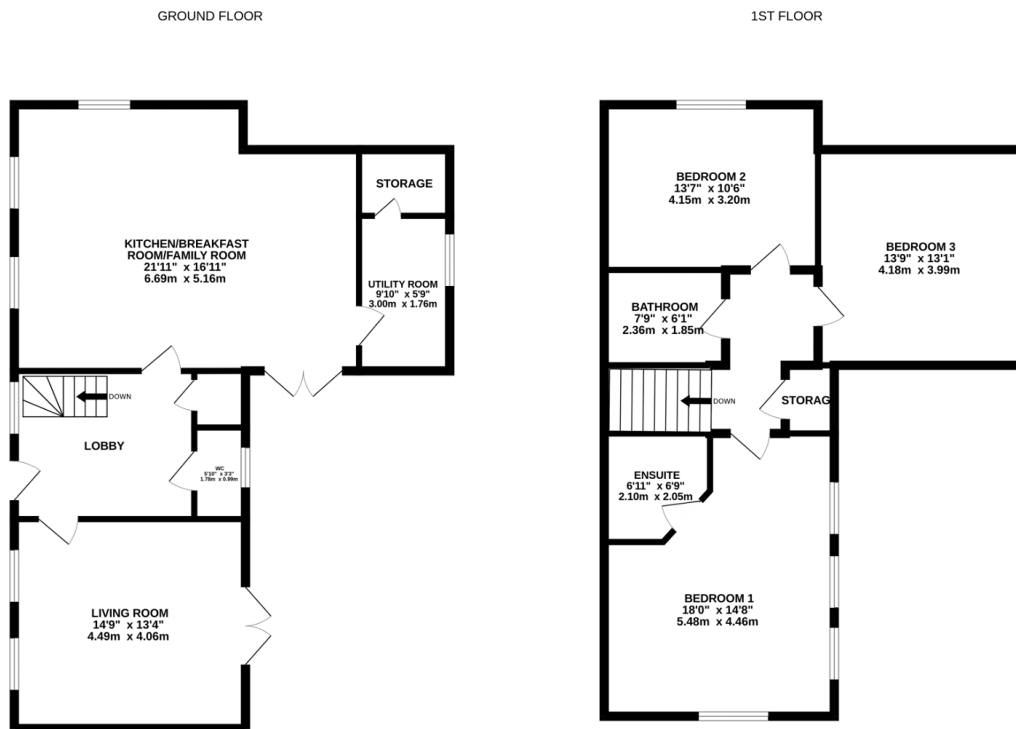 GROUND FLOOR
STORAGE
KITCHEN/BREAKFAST
ROOM/FAMILY ROOM
21'11" x 16'11"
6.69m x 5.16m
UTILITY ROOM
9'10" x 5'9"
3.00m x 1.76m
DOWN
LOBBY
WC
5'10" x 3'3"
1.78m x 0.99m
LIVING ROOM
14'9" x 13'4"
4.49m x 4.06m
1ST FLOOR
BEDROOM 2
13'7" x 10'6"
4.15m x 3.20m
BEDROOM 3
13'9" x 13'1"
4.18m x 3.99m
BATHROOM
7'9" x 6'1"
2.36m x 1.85m
DOWN
STORAG
ENSUITE
6'11" x 6'9"
2.10m x 2.05m
BEDROOM 1
18'0" x 14'8"
5.48m x 4.46m